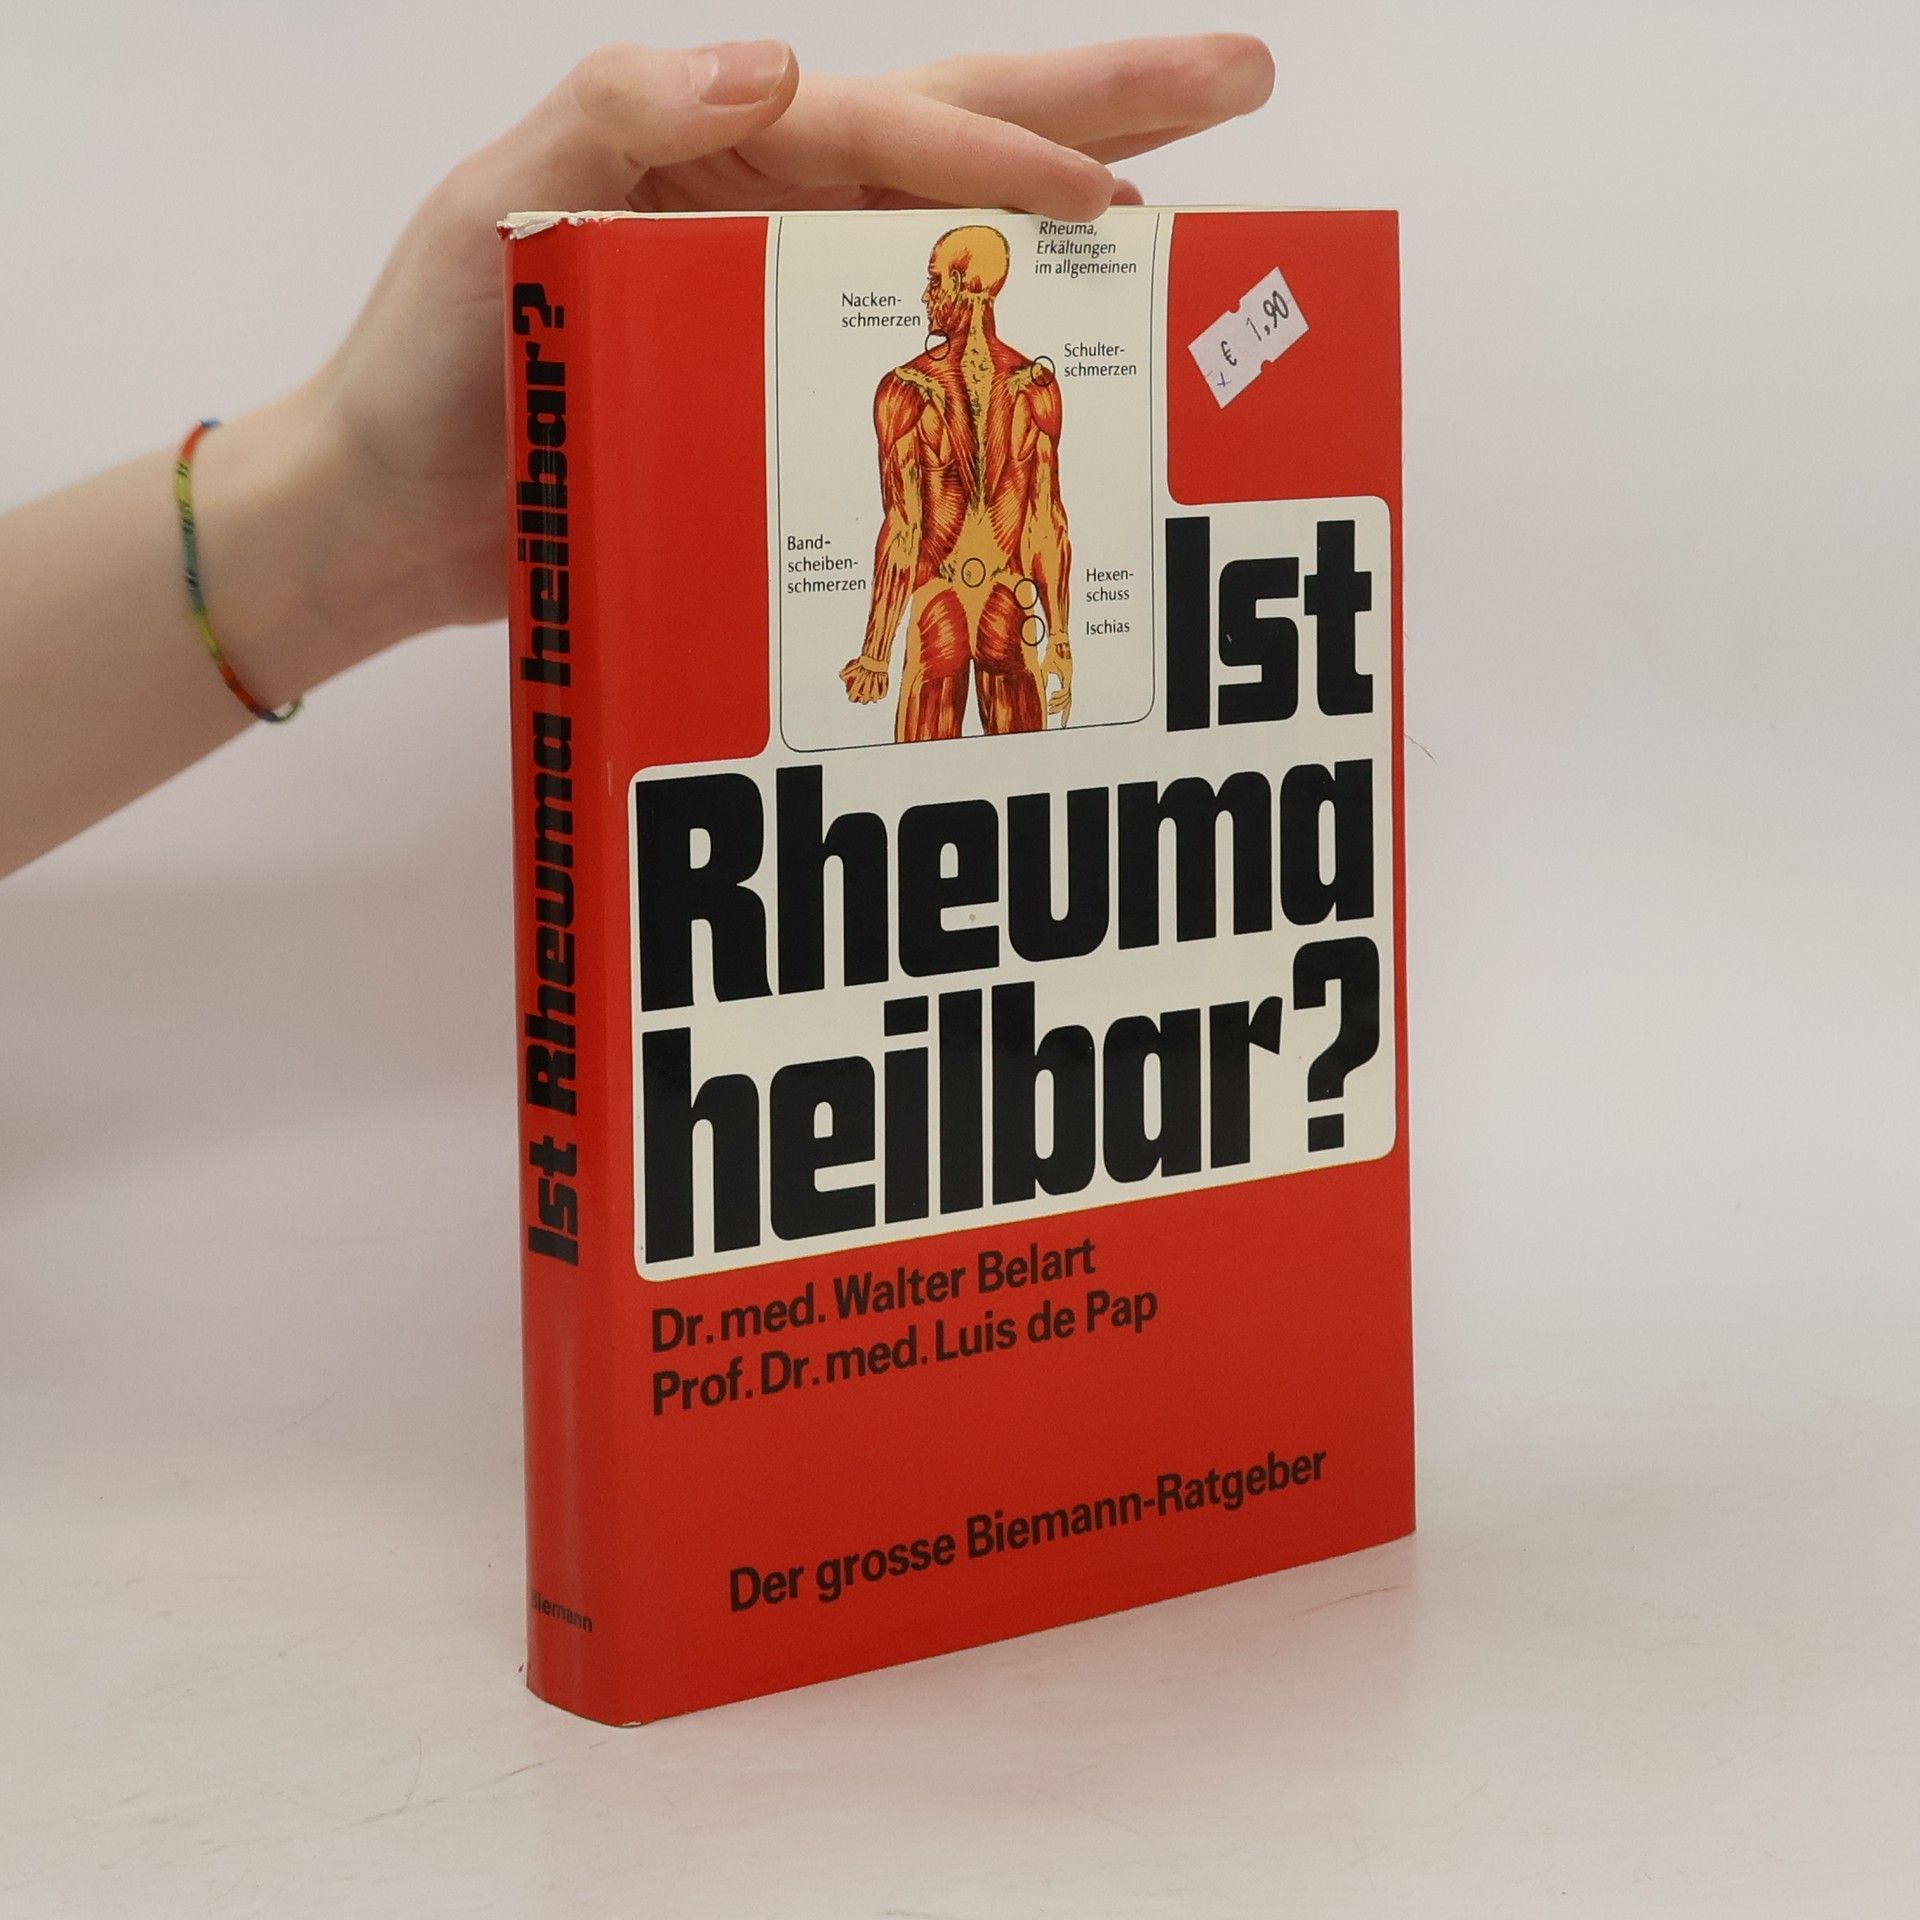 Rheuma,
Erkältungen
im allgemeinen
Nacken-
schmerzen
Schulter-
schmerzen
Band-
scheiben-
schmerzen
Hexen-
schuss
Ischias
€ 1,90
Ist
Rheuma
heilbar?
Dr. med. Walter Belart
Prof. Dr. med. Luis de Pap
Der grosse Biemann-Ratgeber
Ist Rheuma heilbar?
Biemann